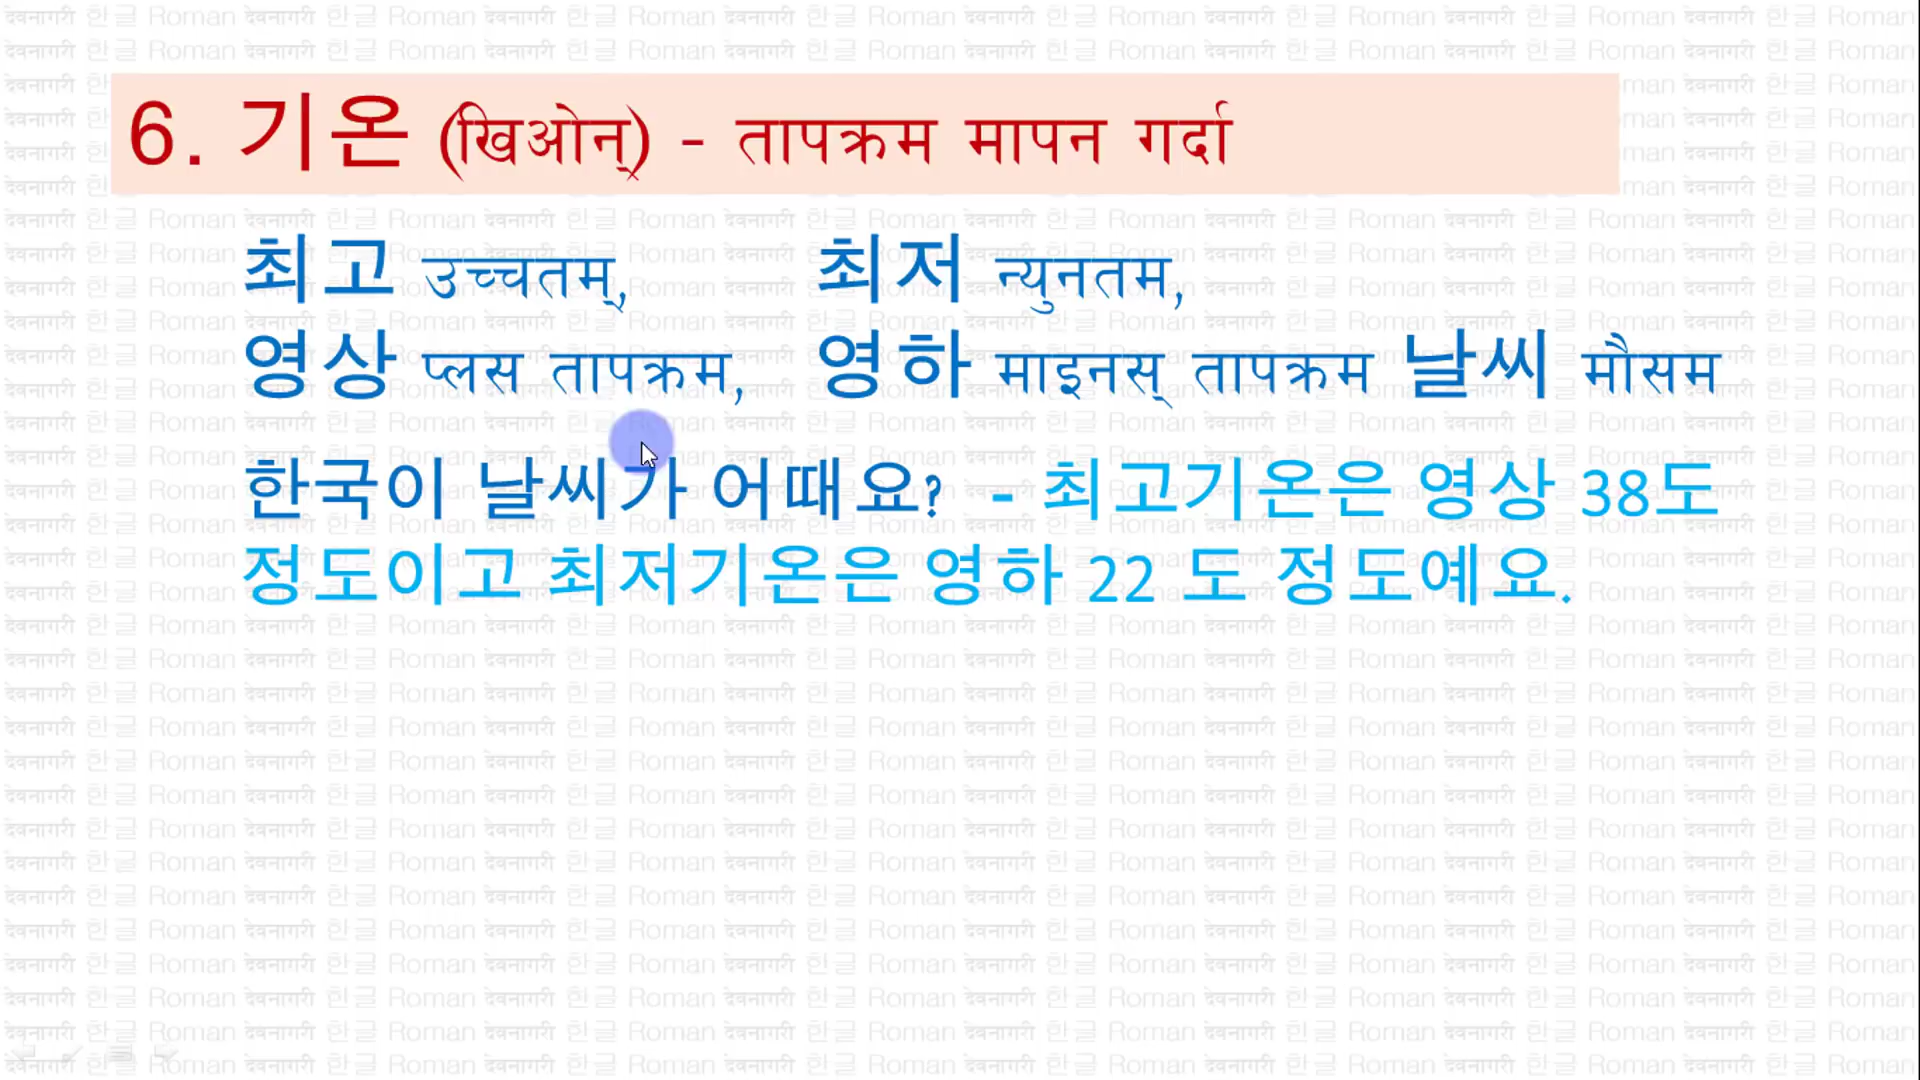 6. 기온 (खिओन्) - तापक्रम मापन गर्दा
최고 उच्चतम्, 최저 न्युनतम,
영상 प्लस तापक्रम, 영하 माइनस् तापक्रम 날씨 मौसम
한국이 날씨가 어때요? - 최고기온은 영상 38도
정도이고 최저기온은 영하 22 도 정도예요.